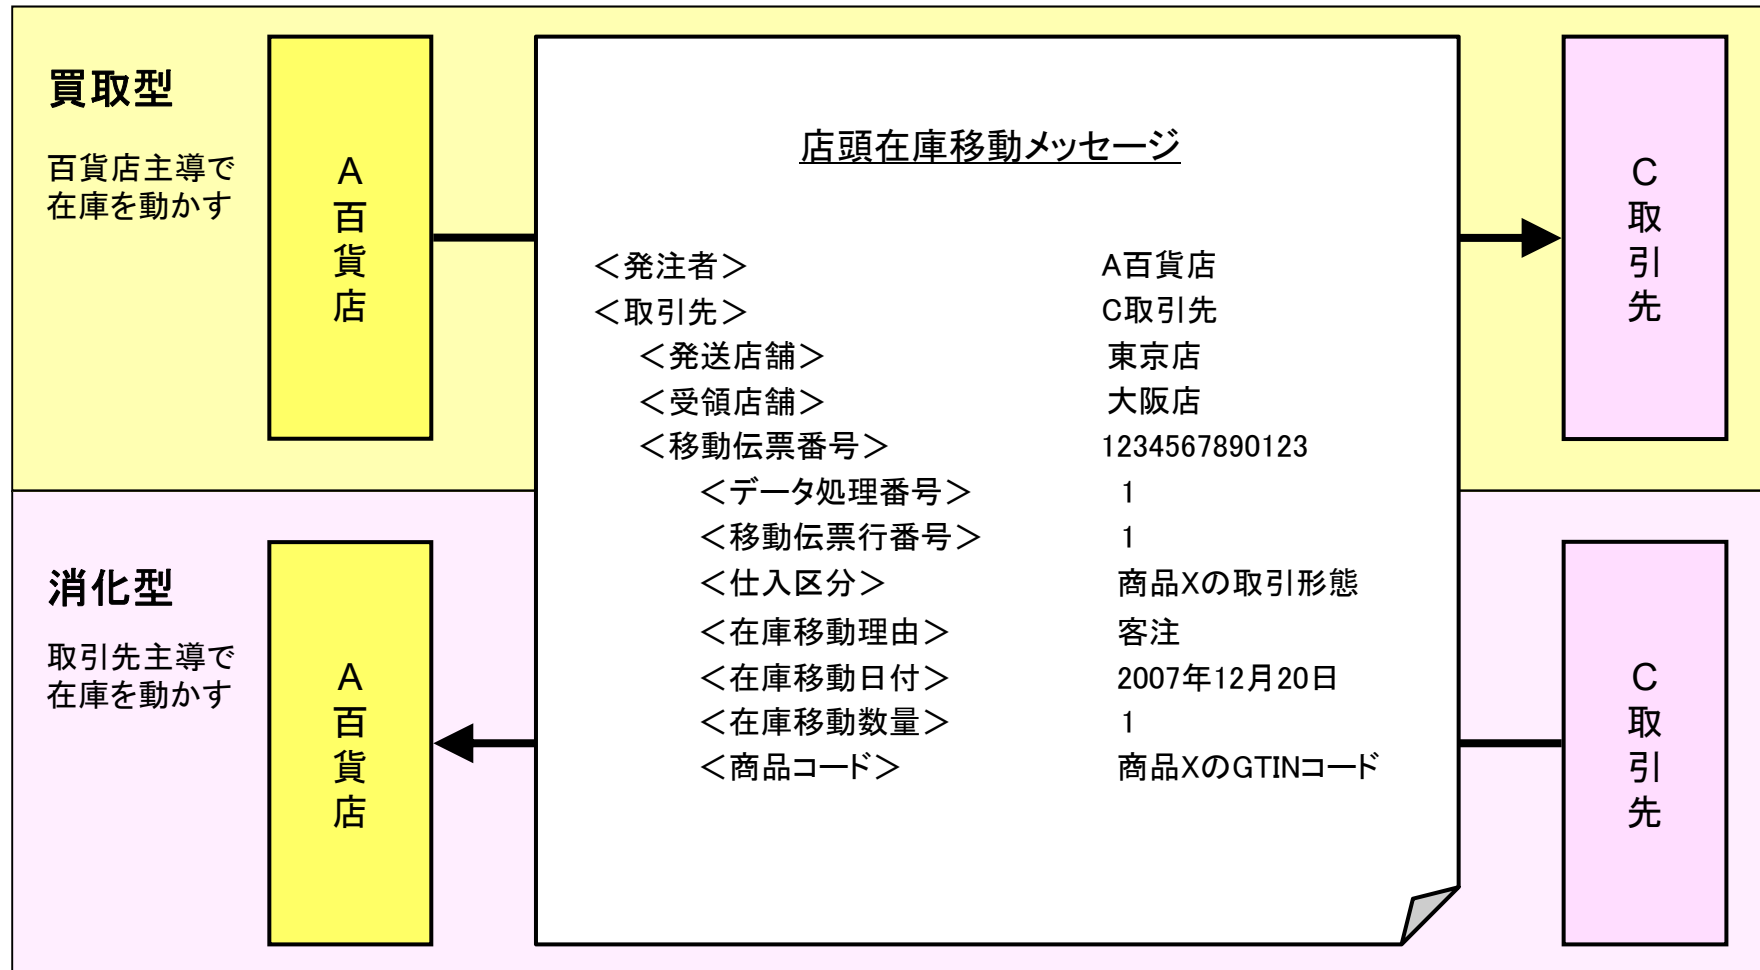 買取型
百貨店主導で
在庫を動かす
A百貨店
店頭在庫移動メッセージ
＜発注者＞ A百貨店
＜取引先＞ C取引先
＜発送店舗＞ 東京店
＜受領店舗＞ 大阪店
＜移動伝票番号＞ 1234567890123
＜データ処理番号＞ 1
＜移動伝票行番号＞ 1
＜仕入区分＞ 商品Xの取引形態
＜在庫移動理由＞ 客注
＜在庫移動日付＞ 2007年12月20日
＜在庫移動数量＞ 1
＜商品コード＞ 商品XのGTINコード
C取引先
消化型
取引先主導で
在庫を動かす
A百貨店
C取引先